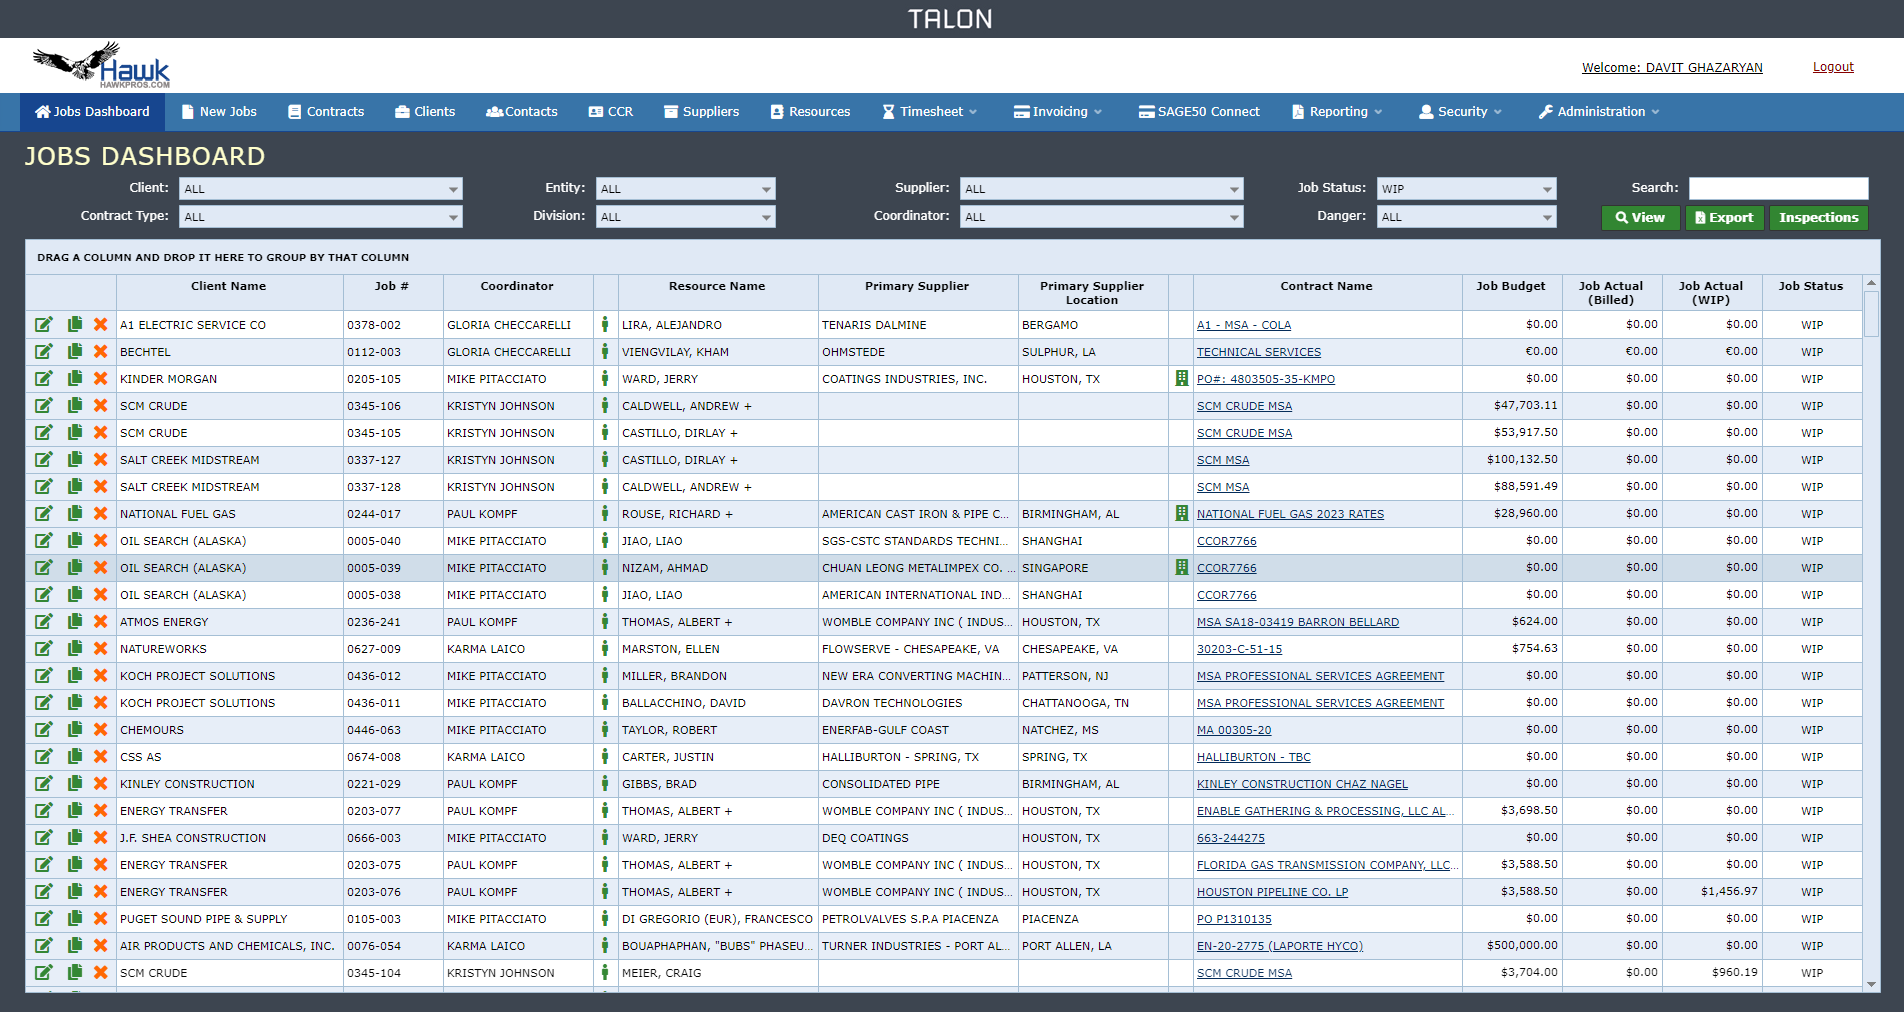 TALON
Hawk
HAWKPROS.COM
Welcome: DAVIT GHAZARYAN Logout
Jobs Dashboard New Jobs Contracts Clients Contacts CCR Suppliers Resources Timesheet Invoicing SAGE50 Connect Reporting Security Administration
JOBS DASHBOARD
Client: ALL Entity: ALL Supplier: ALL Job Status: WIP Search:
Contract Type: ALL Division: ALL Coordinator: ALL Danger: ALL View Export Inspections
DRAG A COLUMN AND DROP IT HERE TO GROUP BY THAT COLUMN
Client Name Job # Coordinator Resource Name Primary Supplier Primary Supplier Location Contract Name Job Budget Job Actual (Billed) Job Actual (WIP) Job Status
A1 ELECTRIC SERVICE CO 0378-002 GLORIA CHECCARELLI LIRA, ALEJANDRO TENARIS DALMINE BERGAMO A1 - MSA - COLA $0.00 $0.00 $0.00 WIP
BECHTEL 0112-003 GLORIA CHECCARELLI VIENGVILAY, KHAM OHMSTEDE SULPHUR, LA TECHNICAL SERVICES €0.00 €0.00 €0.00 WIP
KINDER MORGAN 0205-105 MIKE PITACCIATO WARD, JERRY COATINGS INDUSTRIES, INC. HOUSTON, TX PO#: 4803505-35-KMPO $0.00 $0.00 $0.00 WIP
SCM CRUDE 0345-106 KRISTYN JOHNSON CALDWELL, ANDREW + SCM CRUDE MSA $47,703.11 $0.00 $0.00 WIP
SCM CRUDE 0345-105 KRISTYN JOHNSON CASTILLO, DIRLAY + SCM CRUDE MSA $53,917.50 $0.00 $0.00 WIP
SALT CREEK MIDSTREAM 0337-127 KRISTYN JOHNSON CASTILLO, DIRLAY + SCM MSA $100,132.50 $0.00 $0.00 WIP
SALT CREEK MIDSTREAM 0337-128 KRISTYN JOHNSON CALDWELL, ANDREW + SCM MSA $88,591.49 $0.00 $0.00 WIP
NATIONAL FUEL GAS 0244-017 PAUL KOMPF ROUSE, RICHARD + AMERICAN CAST IRON & PIPE C... BIRMINGHAM, AL NATIONAL FUEL GAS 2023 RATES $28,960.00 $0.00 $0.00 WIP
OIL SEARCH (ALASKA) 0005-040 MIKE PITACCIATO JIAO, LIAO SGS-CSTC STANDARDS TECHNI... SHANGHAI CCOR7766 $0.00 $0.00 $0.00 WIP
OIL SEARCH (ALASKA) 0005-039 MIKE PITACCIATO NIZAM, AHMAD CHUAN LEONG METALIMPEX CO. ... SINGAPORE CCOR7766 $0.00 $0.00 $0.00 WIP
OIL SEARCH (ALASKA) 0005-038 MIKE PITACCIATO JIAO, LIAO AMERICAN INTERNATIONAL IND... SHANGHAI CCOR7766 $0.00 $0.00 $0.00 WIP
ATMOS ENERGY 0236-241 PAUL KOMPF THOMAS, ALBERT + WOMBLE COMPANY INC ( INDUS... HOUSTON, TX MSA SA18-03419 BARRON BELLARD $624.00 $0.00 $0.00 WIP
NATUREWORKS 0627-009 KARMA LAICO MARSTON, ELLEN FLOWSERVE - CHESAPEAKE, VA CHESAPEAKE, VA 30203-C-51-15 $754.63 $0.00 $0.00 WIP
KOCH PROJECT SOLUTIONS 0436-012 MIKE PITACCIATO MILLER, BRANDON NEW ERA CONVERTING MACHIN... PATTERSON, NJ MSA PROFESSIONAL SERVICES AGREEMENT $0.00 $0.00 $0.00 WIP
KOCH PROJECT SOLUTIONS 0436-011 MIKE PITACCIATO BALLACCHINO, DAVID DAVRON TECHNOLOGIES CHATTANOOGA, TN MSA PROFESSIONAL SERVICES AGREEMENT $0.00 $0.00 $0.00 WIP
CHEMOURS 0446-063 MIKE PITACCIATO TAYLOR, ROBERT ENERFAB-GULF COAST NATCHEZ, MS MA 00305-20 $0.00 $0.00 $0.00 WIP
CSS AS 0674-008 KARMA LAICO CARTER, JUSTIN HALLIBURTON - SPRING, TX SPRING, TX HALLIBURTON - TBC $0.00 $0.00 $0.00 WIP
KINLEY CONSTRUCTION 0221-029 PAUL KOMPF GIBBS, BRAD CONSOLIDATED PIPE BIRMINGHAM, AL KINLEY CONSTRUCTION CHAZ NAGEL $0.00 $0.00 $0.00 WIP
ENERGY TRANSFER 0203-077 PAUL KOMPF THOMAS, ALBERT + WOMBLE COMPANY INC ( INDUS... HOUSTON, TX ENABLE GATHERING & PROCESSING, LLC AL... $3,698.50 $0.00 $0.00 WIP
J.F. SHEA CONSTRUCTION 0666-003 MIKE PITACCIATO WARD, JERRY DEQ COATINGS HOUSTON, TX 663-244275 $0.00 $0.00 $0.00 WIP
ENERGY TRANSFER 0203-075 PAUL KOMPF THOMAS, ALBERT + WOMBLE COMPANY INC ( INDUS... HOUSTON, TX FLORIDA GAS TRANSMISSION COMPANY, LLC... $3,588.50 $0.00 $0.00 WIP
ENERGY TRANSFER 0203-076 PAUL KOMPF THOMAS, ALBERT + WOMBLE COMPANY INC ( INDUS... HOUSTON, TX HOUSTON PIPELINE CO. LP $3,588.50 $0.00 $1,456.97 WIP
PUGET SOUND PIPE & SUPPLY 0105-003 MIKE PITACCIATO DI GREGORIO (EUR), FRANCESCO PETROLVALVES S.P.A PIACENZA PIACENZA PO P1310135 $0.00 $0.00 $0.00 WIP
AIR PRODUCTS AND CHEMICALS, INC. 0076-054 KARMA LAICO BOUAPHAPHAN, "BUBS" PHASEU... TURNER INDUSTRIES - PORT AL... PORT ALLEN, LA EN-20-2775 (LAPORTE HYCO) $500,000.00 $0.00 $0.00 WIP
SCM CRUDE 0345-104 KRISTYN JOHNSON MEIER, CRAIG SCM CRUDE MSA $3,704.00 $0.00 $960.19 WIP